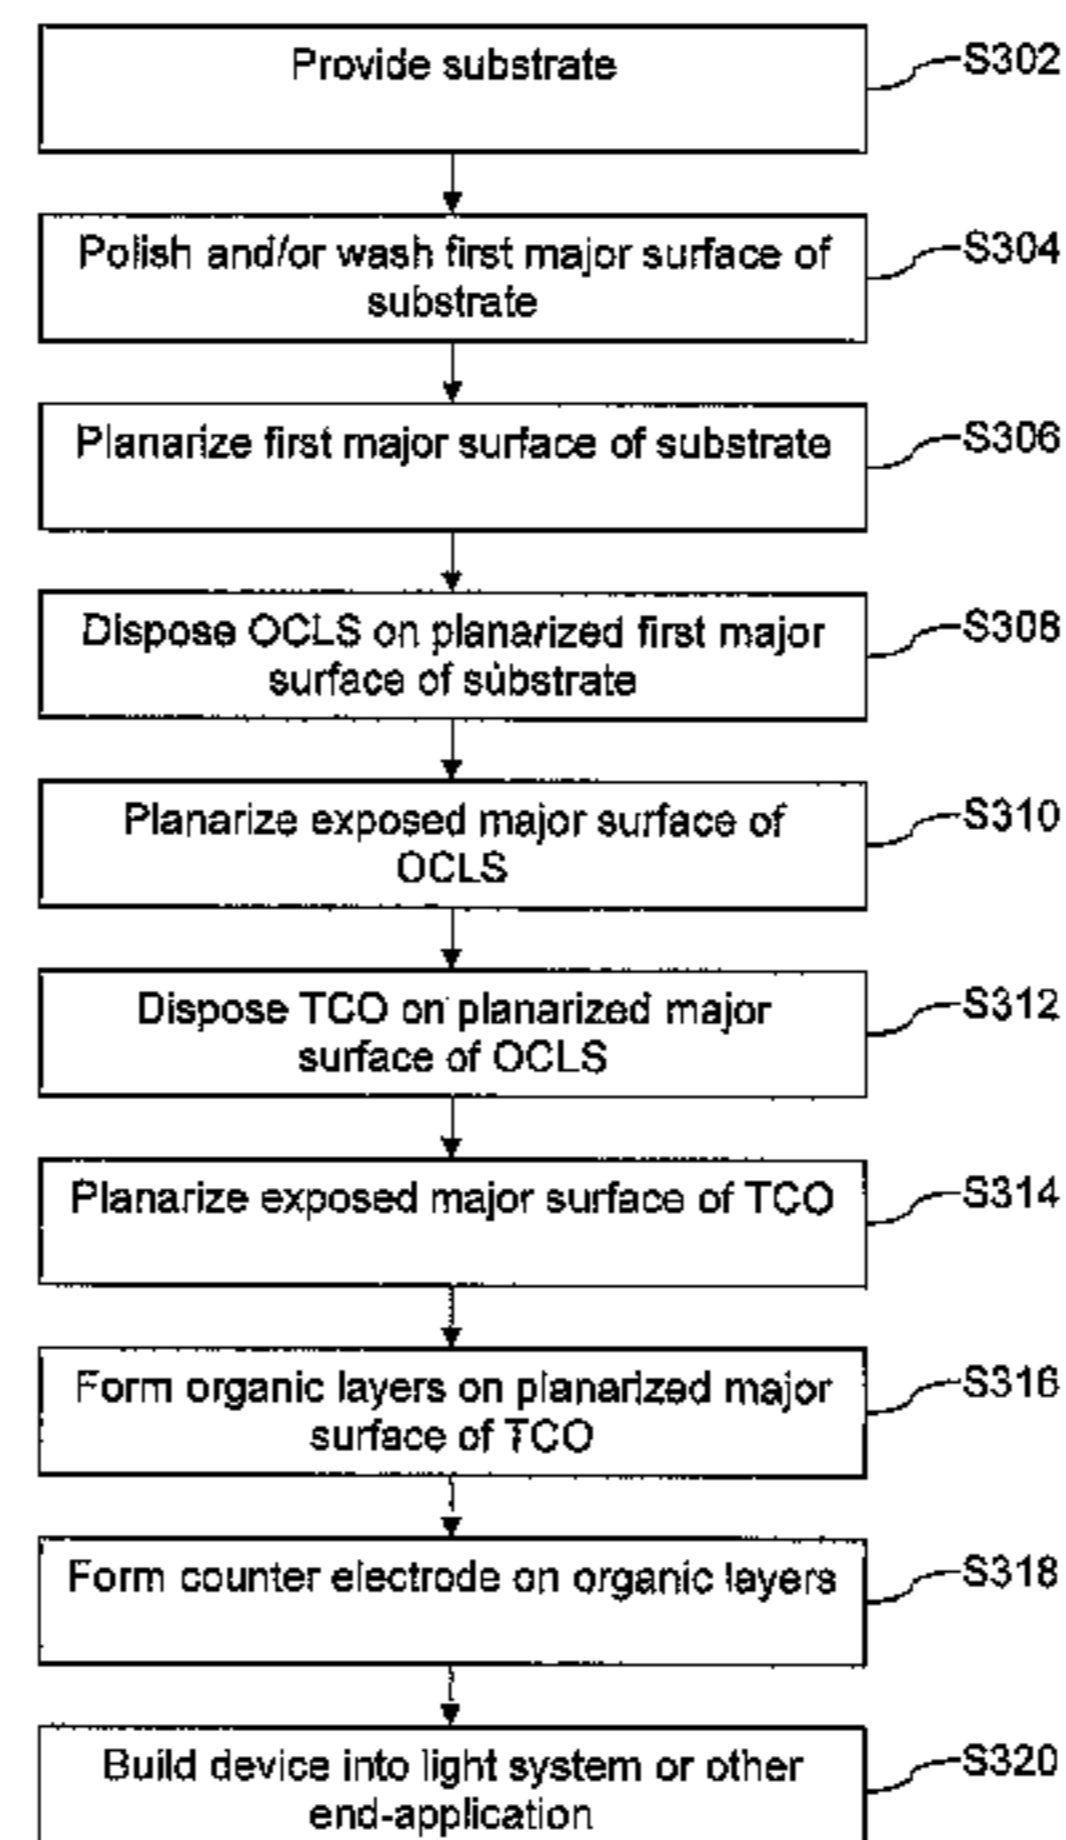 Provide substrate
S302
Polish and/or wash first major surface of
substrate
S304
Planarize first major surface of substrate
S306
Dispose OCLS on planarized first major
surface of substrate
S308
Planarize exposed major surface of
OCLS
S310
Dispose TCO on planarized major
surface of OCLS
S312
Planarize exposed major surface of TCO
S314
Form organic layers on planarized major
surface of TCO
S316
Form counter electrode on organic layers
S318
Build device into light system or other
end-application
S320